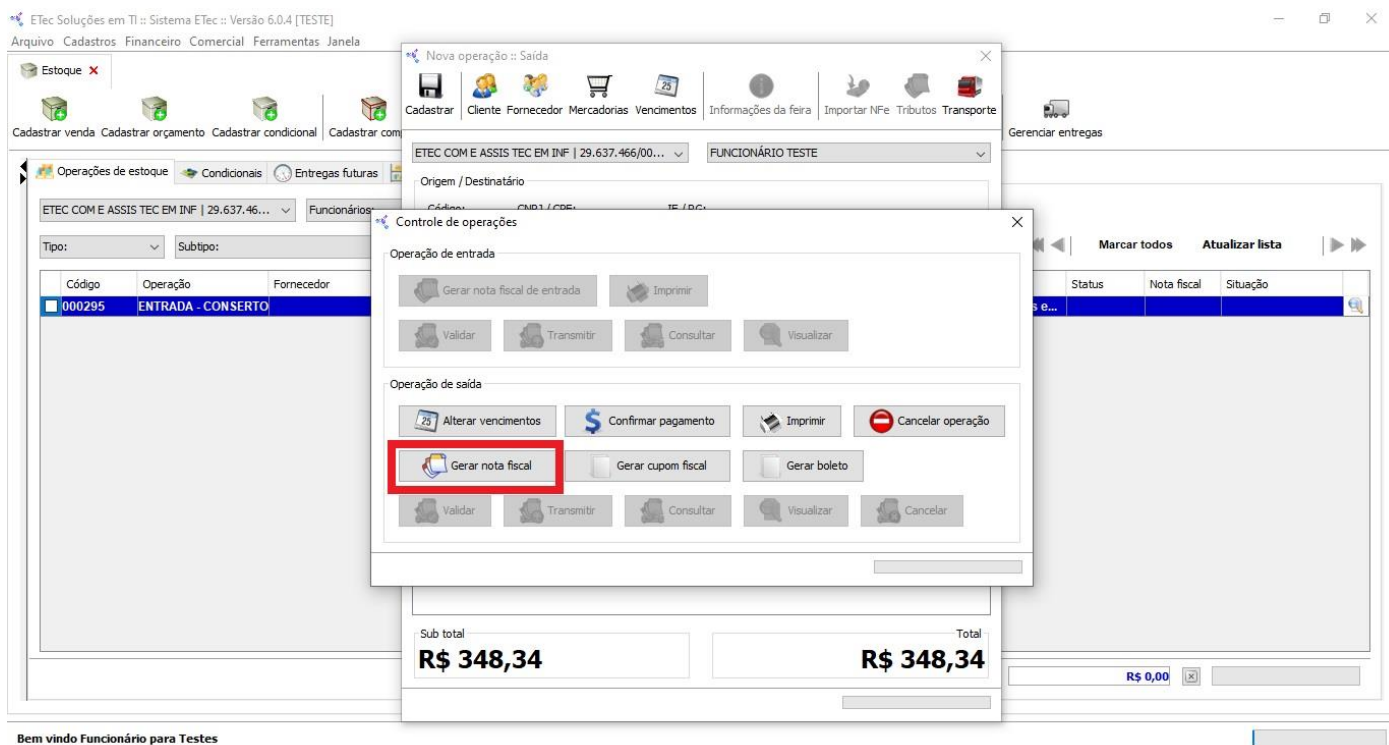 ETec Soluções em TI :: Sistema ETec :: Versão 6.0.4 [TESTE]
Arquivo Cadastros Financeiro Comercial Ferramentas Janela
Estoque
Cadastrar venda Cadastrar orçamento Cadastrar condicional Cadastrar com
Gerenciar entregas
Operações de estoque Condicionais Entregas futuras
ETEC COM E ASSIS TEC EM INF | 29.637.46... Funcionários:
Tipo: Subtipo:
Marcar todos Atualizar lista
Código Operação Fornecedor Status Nota fiscal Situação
000295 ENTRADA - CONSERTO s e...
Nova operação :: Saída
Cadastrar Cliente Fornecedor Mercadorias Vencimentos Informações da feira Importar NFe Tributos Transporte
ETEC COM E ASSIS TEC EM INF | 29.637.466/00... FUNCIONÁRIO TESTE
Origem / Destinatário
Código: CNPJ / CPF: IE / RG:
Controle de operações
Operação de entrada
Gerar nota fiscal de entrada Imprimir
Validar Transmitir Consultar Visualizar
Operação de saída
Alterar vencimentos Confirmar pagamento Imprimir Cancelar operação
Gerar nota fiscal Gerar cupom fiscal Gerar boleto
Validar Transmitir Consultar Visualizar Cancelar
Sub total Total
R$ 348,34 R$ 348,34
R$ 0,00
Bem vindo Funcionário para Testes